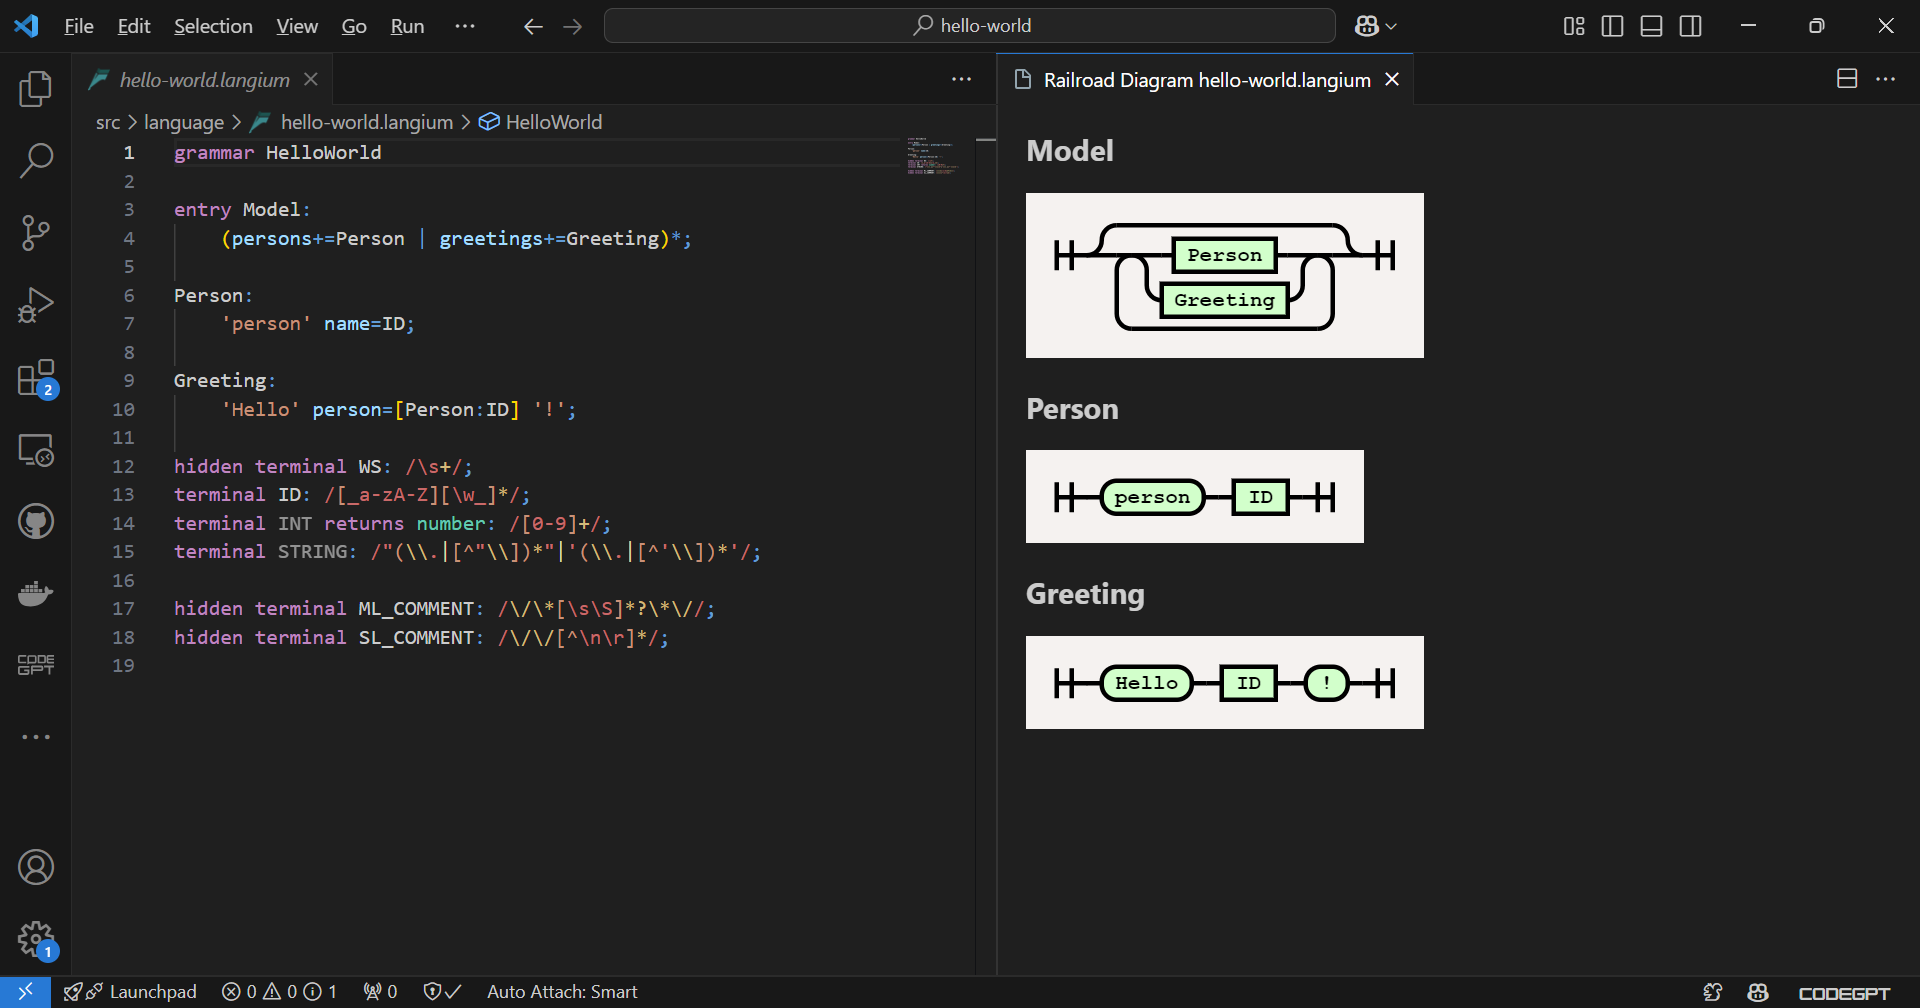 File Edit Selection View Go Run ··· hello-world
hello-world.langium
src > language > hello-world.langium > HelloWorld
1 grammar HelloWorld
2
3 entry Model:
4 (persons+=Person | greetings+=Greeting)*;
5
6 Person:
7 'person' name=ID;
8
9 Greeting:
10 'Hello' person=[Person:ID] '!';
11
12 hidden terminal WS: /\s+/;
13 terminal ID: /[_a-zA-Z][\w_]*/;
14 terminal INT returns number: /[0-9]+/;
15 terminal STRING: /"(\\.|[^"\\])*"|'(\\.|[^'\\])*'/;
16
17 hidden terminal ML_COMMENT: /\/\*[\s\S]*?\*\//;
18 hidden terminal SL_COMMENT: /\/\/[^\n\r]*/;
19
Railroad Diagram hello-world.langium
Model
Person
Greeting
Person
person ID
Greeting
Hello ID !
2
CODE
GPT
1
Launchpad 0 0 1 0 Auto Attach: Smart CODEGPT